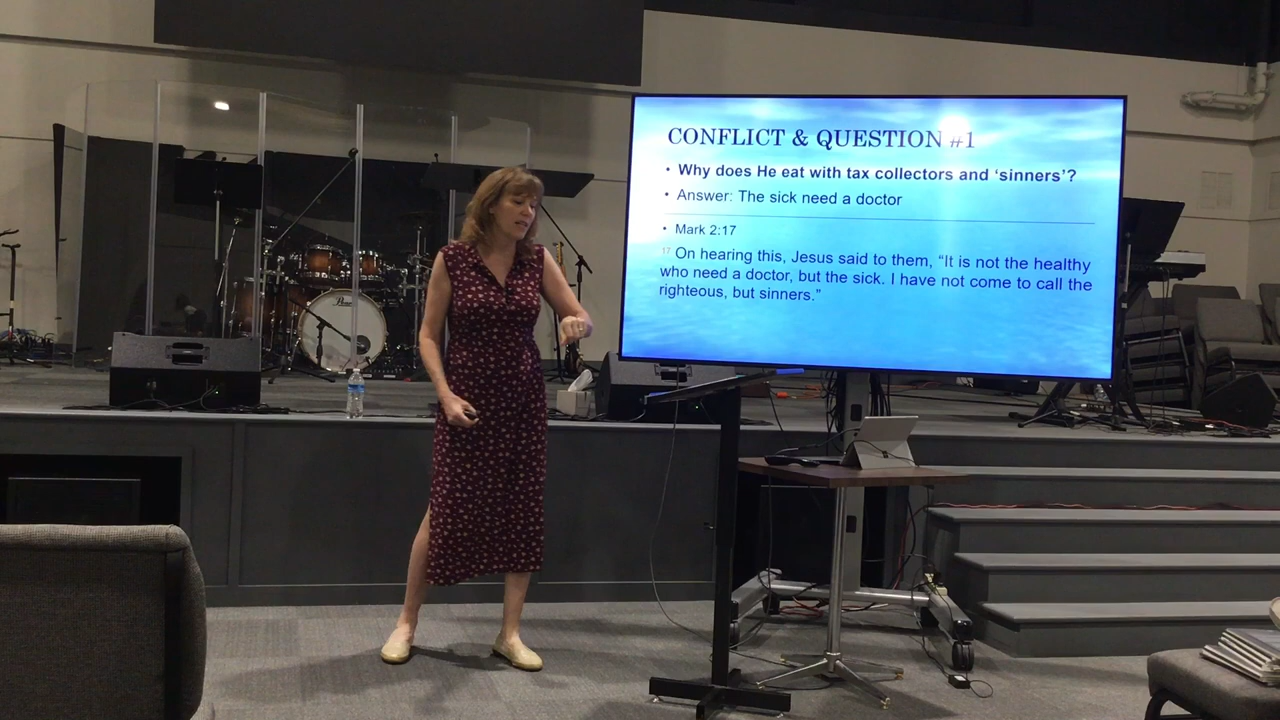 CONFLICT & QUESTION #1
• Why does He eat with tax collectors and ‘sinners’?
• Answer: The sick need a doctor
• Mark 2:17
17 On hearing this, Jesus said to them, “It is not the healthy
who need a doctor, but the sick. I have not come to call the
righteous, but sinners.”
Pearl